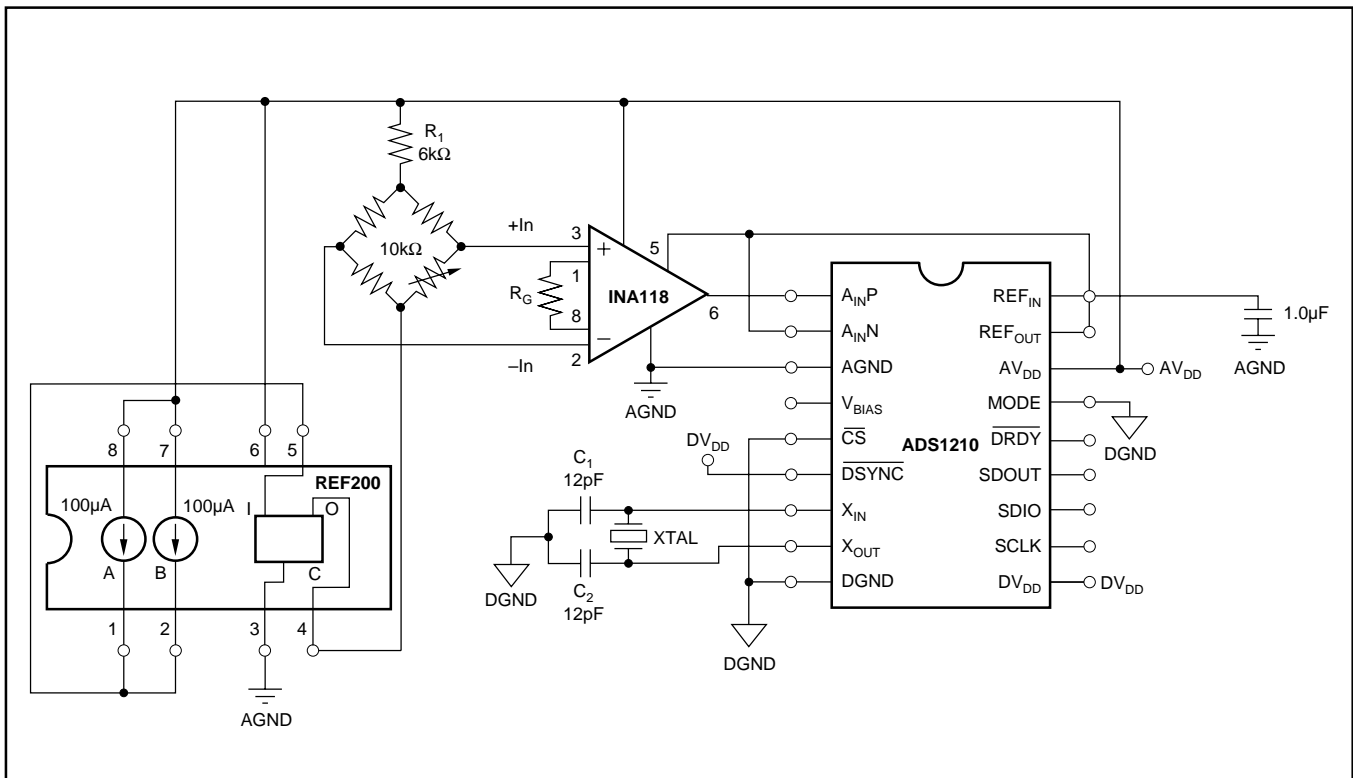 R1
6kΩ
10kΩ
+In
–In
3
1
RG
8
2
5
6
INA118
AGND
REF200
8
7
6
5
100µA
100µA
I
O
A
B
C
1
2
3
4
AGND
DVDD
C1
12pF
XTAL
C2
12pF
DGND
ADS1210
AINP
AINN
AGND
VBIAS
CS
DSYNC
XIN
XOUT
DGND
DGND
REFIN
REFOUT
AVDD
MODE
DRDY
SDOUT
SDIO
SCLK
DVDD
1.0µF
AGND
AVDD
DGND
DVDD